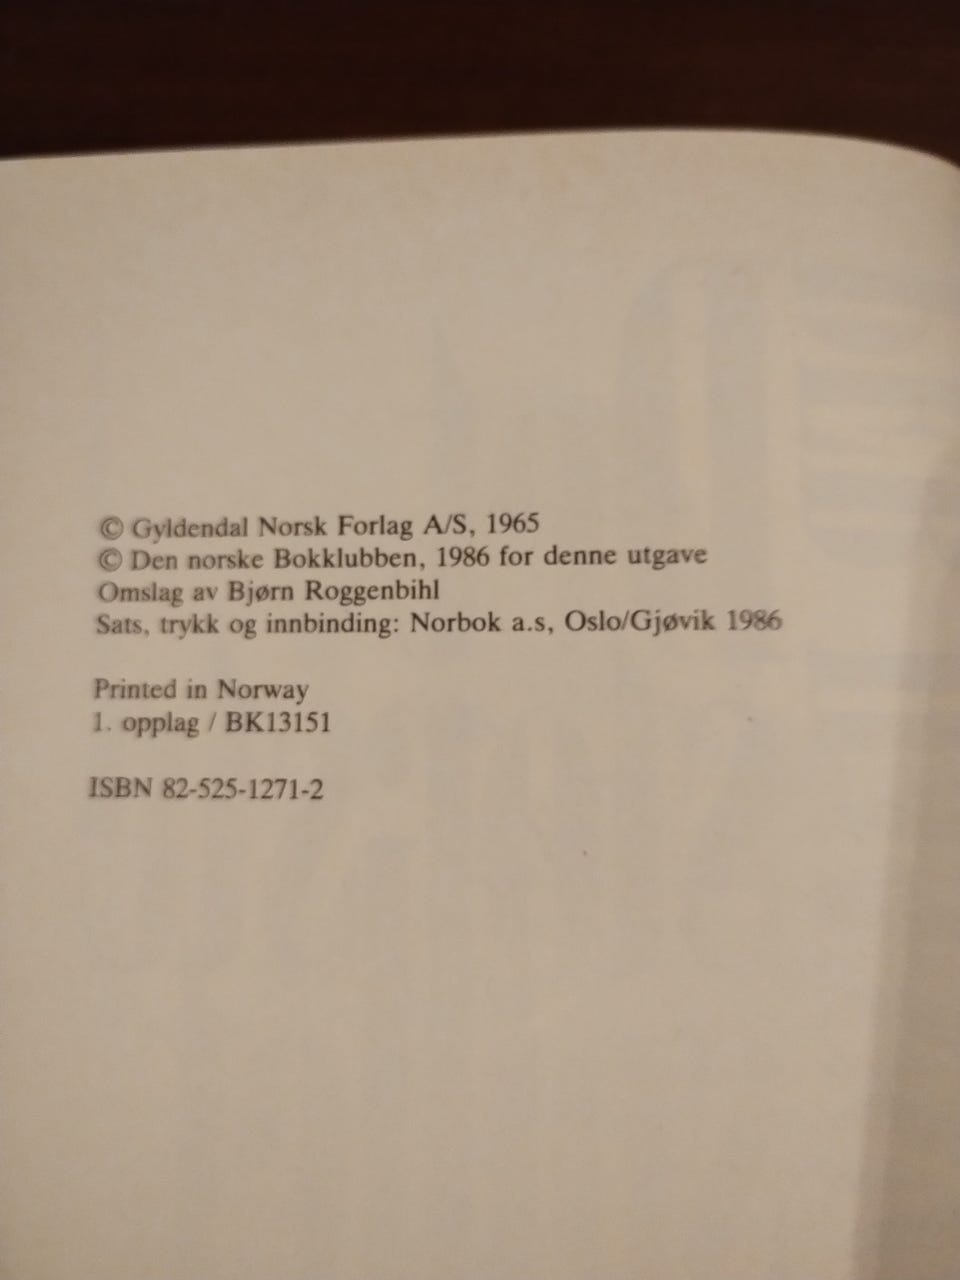 © Gyldendal Norsk Forlag A/S, 1965
© Den norske Bokklubben, 1986 for denne utgave
Omslag av Bjørn Roggenbihl
Sats, trykk og innbinding: Norbok a.s, Oslo/Gjøvik 1986
Printed in Norway
1. opplag / BK13151
ISBN 82-525-1271-2